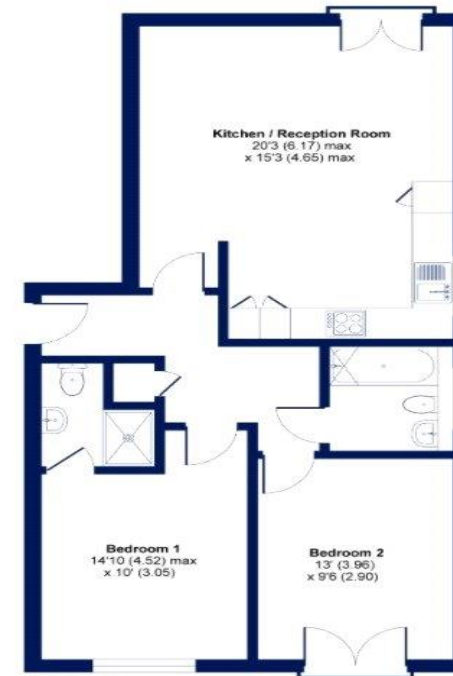 Kitchen / Reception Room
20'3 (6.17) max
x 15'3 (4.65) max
Bedroom 1
14'10 (4.52) max
x 10' (3.05)
Bedroom 2
13' (3.96)
x 9'6 (2.90)